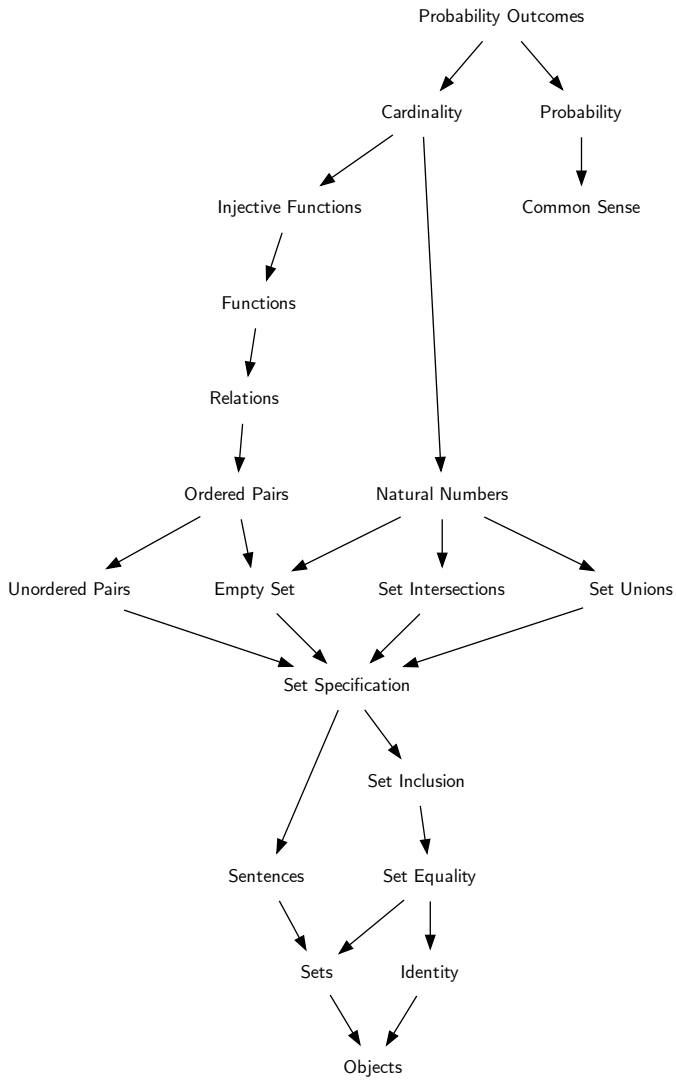 Probability Outcomes
Cardinality
Probability
Injective Functions
Common Sense
Functions
Relations
Ordered Pairs
Natural Numbers
Unordered Pairs
Empty Set
Set Intersections
Set Unions
Set Specification
Set Inclusion
Sentences
Set Equality
Sets
Identity
Objects